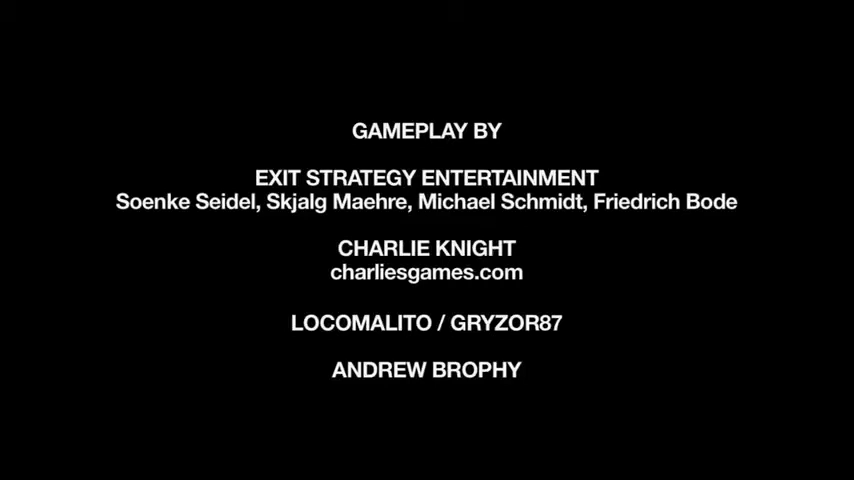 GAMEPLAY BY
EXIT STRATEGY ENTERTAINMENT
Soenke Seidel, Skjalg Maehre, Michael Schmidt, Friedrich Bode
CHARLIE KNIGHT
charliesgames.com
LOCOMALITO / GRYZOR87
ANDREW BROPHY